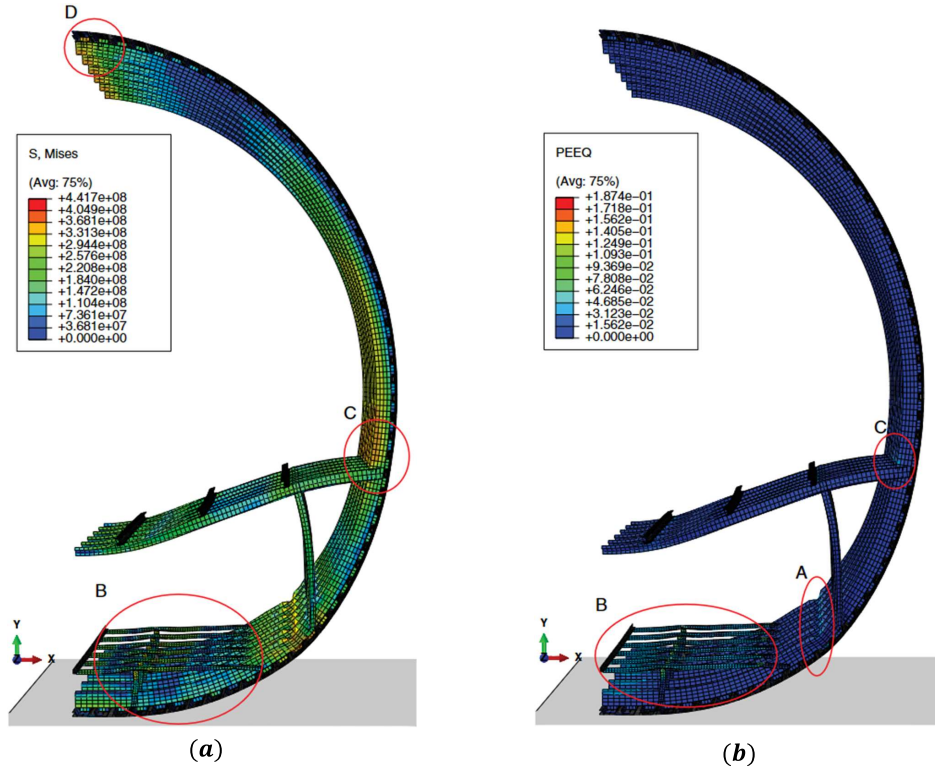 D
S, Mises
(Avg: 75%)
+4.417e+08
+4.049e+08
+3.681e+08
+3.313e+08
+2.944e+08
+2.576e+08
+2.208e+08
+1.840e+08
+1.472e+08
+1.104e+08
+7.361e+07
+3.681e+07
+0.000e+00
C
B
Y
X
(a)
PEEQ
(Avg: 75%)
+1.874e−01
+1.718e−01
+1.562e−01
+1.405e−01
+1.249e−01
+1.093e−01
+9.369e−02
+7.808e−02
+6.246e−02
+4.685e−02
+3.123e−02
+1.562e−02
+0.000e+00
C
A
B
Y
X
(b)